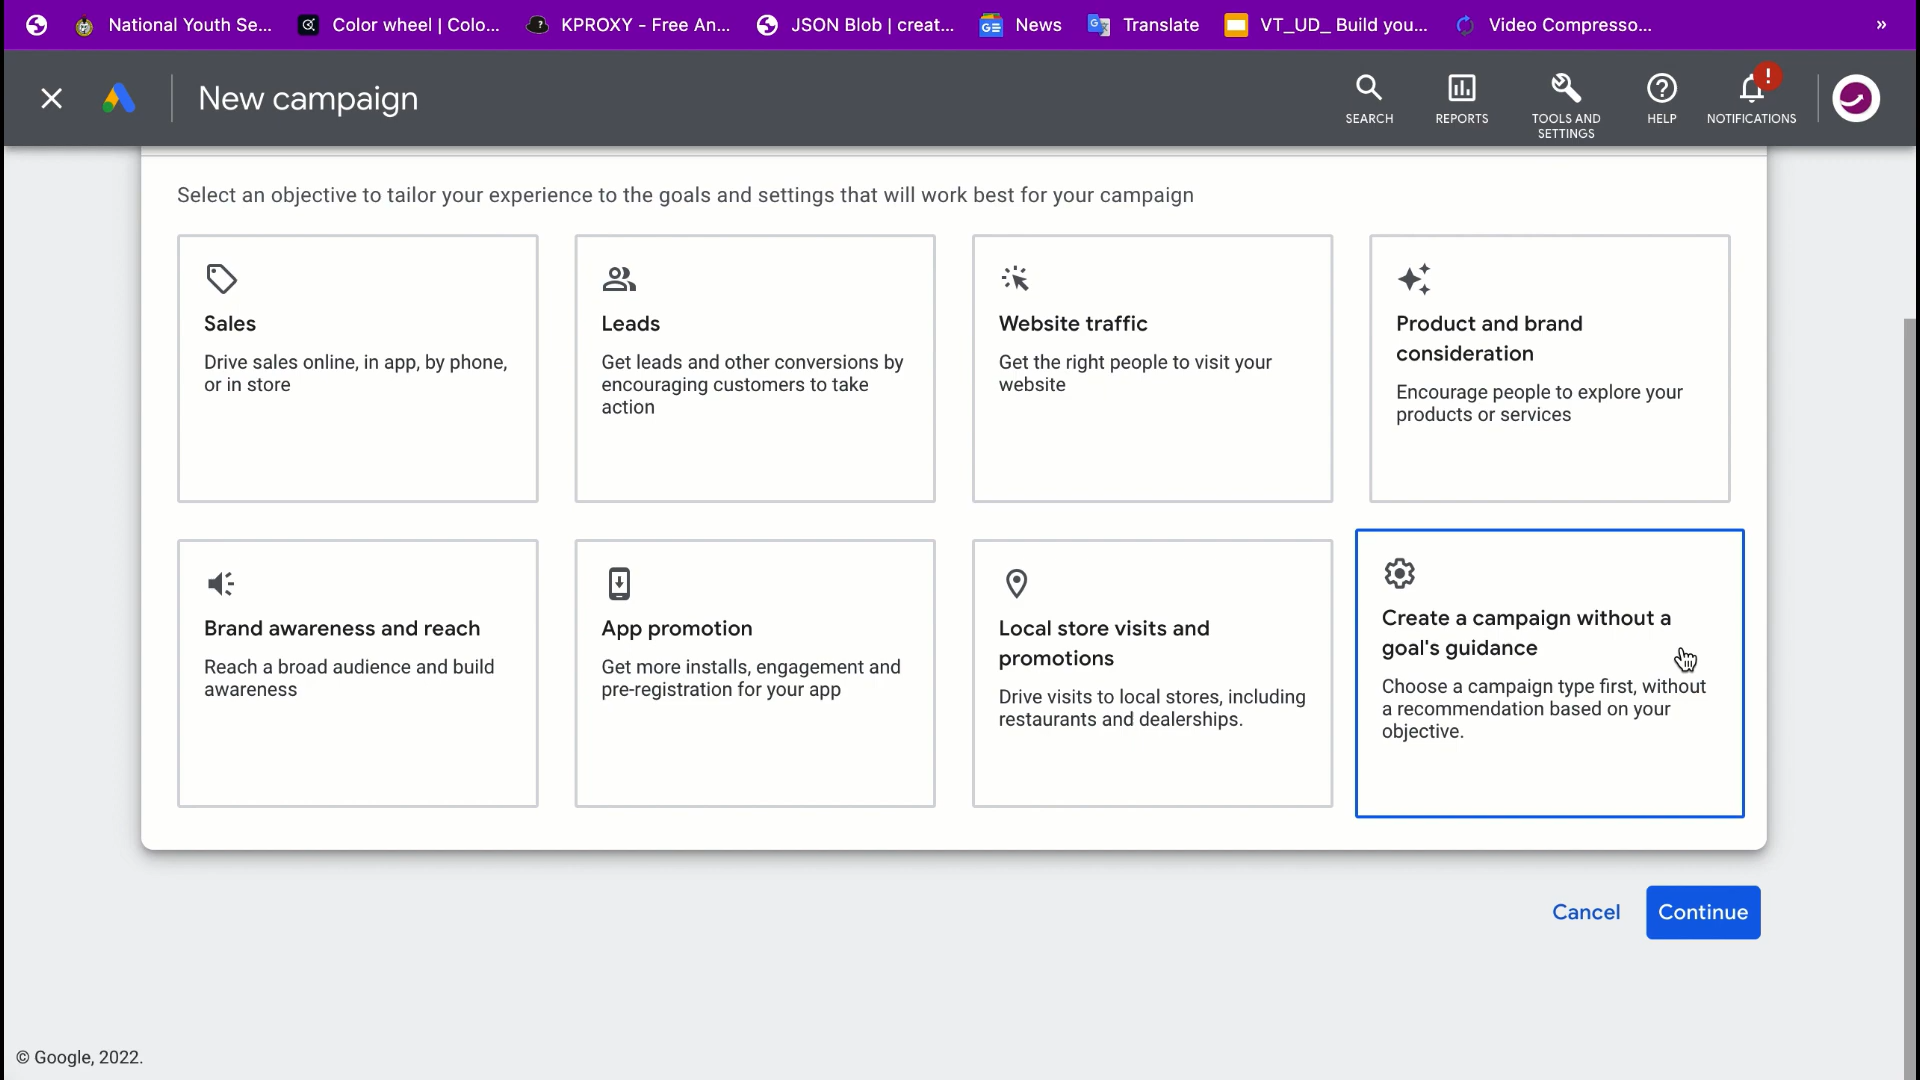 National Youth Se...
Color wheel | Colo...
KPROXY - Free An...
JSON Blob | creat...
News
Translate
VT_UD_ Build you...
Video Compresso...
»
New campaign
SEARCH
REPORTS
TOOLS AND
SETTINGS
HELP
!
NOTIFICATIONS
Select an objective to tailor your experience to the goals and settings that will work best for your campaign
Sales
Drive sales online, in app, by phone,
or in store
Leads
Get leads and other conversions by
encouraging customers to take
action
Website traffic
Get the right people to visit your
website
Product and brand
consideration
Encourage people to explore your
products or services
Brand awareness and reach
Reach a broad audience and build
awareness
App promotion
Get more installs, engagement and
pre-registration for your app
Local store visits and
promotions
Drive visits to local stores, including
restaurants and dealerships.
Create a campaign without a
goal's guidance
Choose a campaign type first, without
a recommendation based on your
objective.
Cancel
Continue
© Google, 2022.